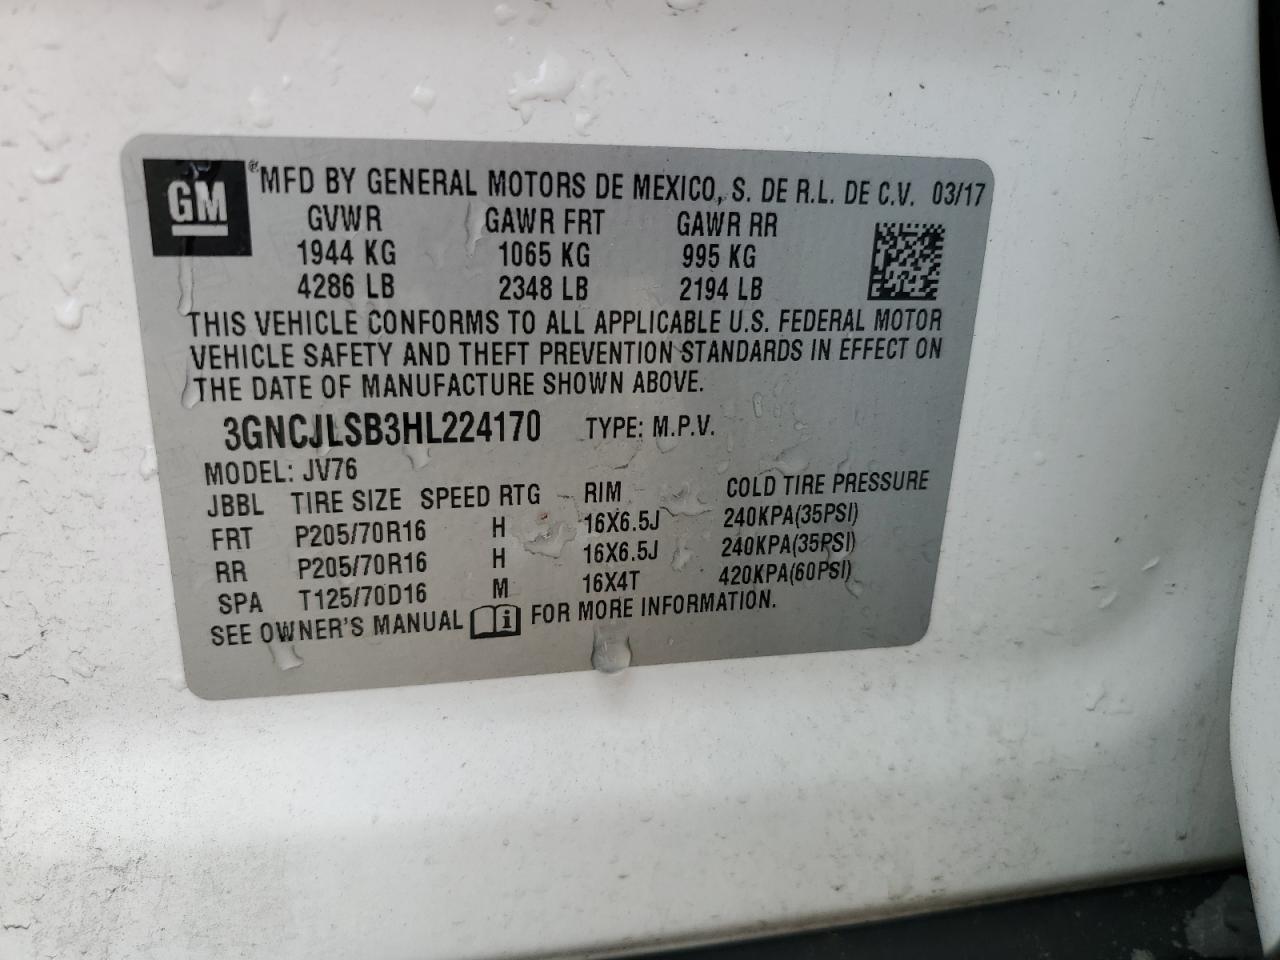 GM
® MFD BY GENERAL MOTORS DE MEXICO, S. DE R.L. DE C.V. 03/17
GVWR GAWR FRT GAWR RR
1944 KG 1065 KG 995 KG
4286 LB 2348 LB 2194 LB
THIS VEHICLE CONFORMS TO ALL APPLICABLE U.S. FEDERAL MOTOR
VEHICLE SAFETY AND THEFT PREVENTION STANDARDS IN EFFECT ON
THE DATE OF MANUFACTURE SHOWN ABOVE.
3GNCJLSB3HL224170 TYPE: M.P.V.
MODEL: JV76
JBBL TIRE SIZE SPEED RTG RIM COLD TIRE PRESSURE
FRT P205/70R16 H 16X6.5J 240KPA(35PSI)
RR P205/70R16 H 16X6.5J 240KPA(35PSI)
SPA T125/70D16 M 16X4T 420KPA(60PSI)
SEE OWNER'S MANUAL i FOR MORE INFORMATION.